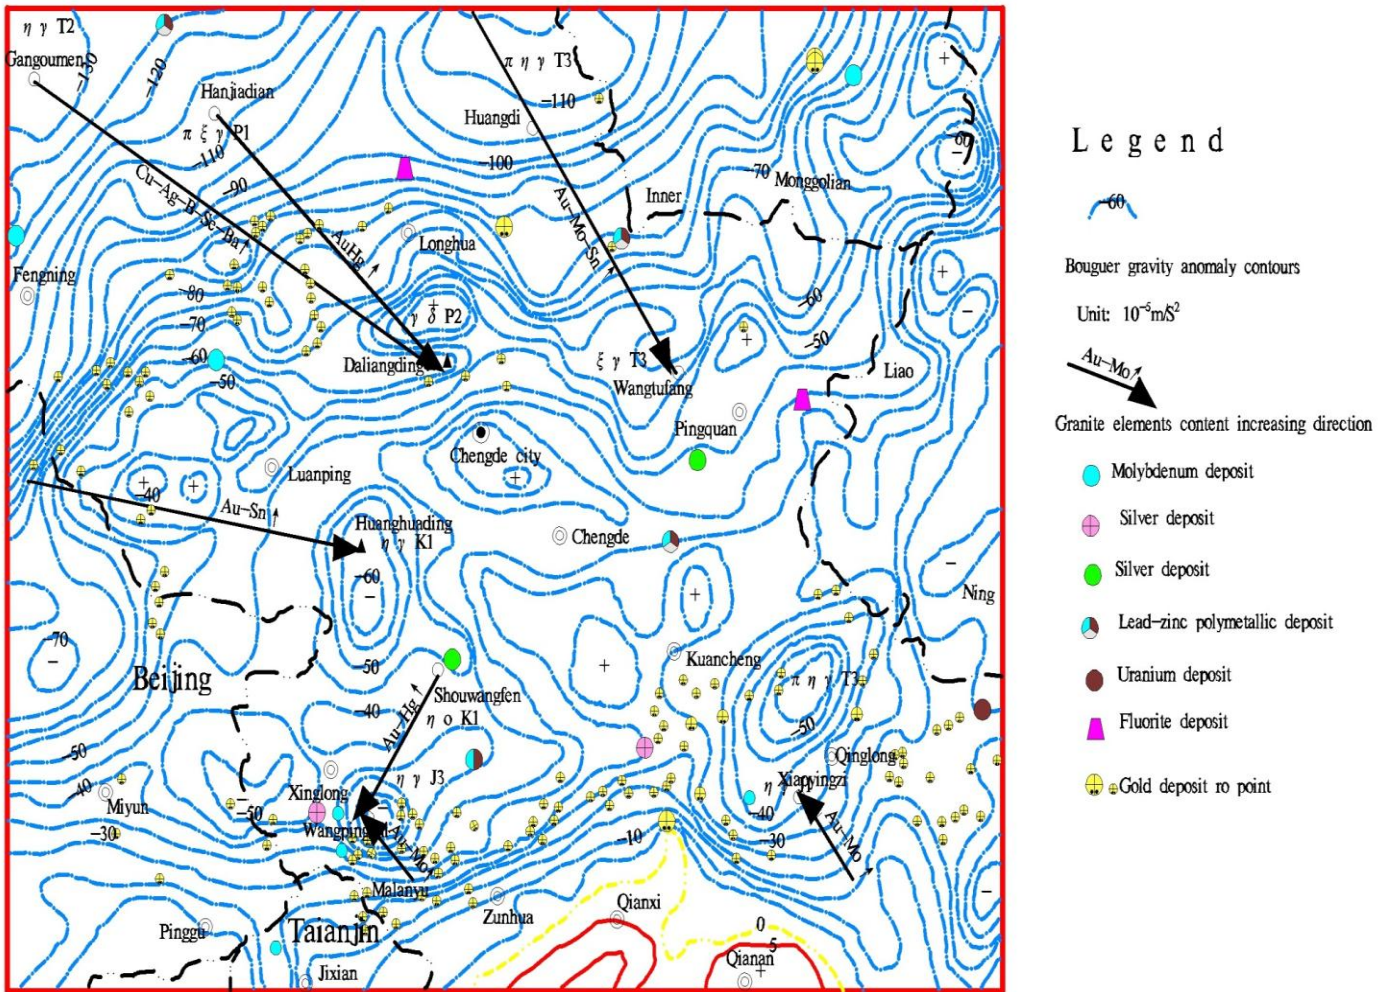 η γ T2
Gangoumen
-130
-120
Hanjiadian
π ξ γ P1
-110
-90
Cu-Ag-B-Sc-Ba↑
AuHg ↑
π η γ T3
-110
Huangdi
-100
Au-Mo-Sn↑
Inner
-70
Monggolian
-60
Longhua
Fengning
-80
-70
-60
-50
γ δ P2
Daliangding
ξ γ T3
Wangtufang
-60
-50
Liao
Pingquan
Chengde city
Luanping
-40
Au-Sn ↑
Huanghuading
η γ K1
-60
Chengde
Ning
-70
Beijing
-50
Kuancheng
π η γ T3
-50
Shouwangfen
η ο K1
-40
Au-Hg ↑
-50
-40
Miyun
-30
Xinglong
-50
η γ J3
Au-Mo↑
Malanyu
Qinglong
Xiaoyingzi
-40
-30
Au-Mo ↑
-10
Pinggu
Taianjin
Jixian
Zunhua
Qianxi
0
5
Qianan
Legend
-60
Bouguer gravity anomaly contours
Unit: 10⁻⁵m/S²
Au-Mo↑
Granite elements content increasing direction
Molybdenum deposit
Silver deposit
Silver deposit
Lead-zinc polymetallic deposit
Uranium deposit
Fluorite deposit
Gold deposit ro point